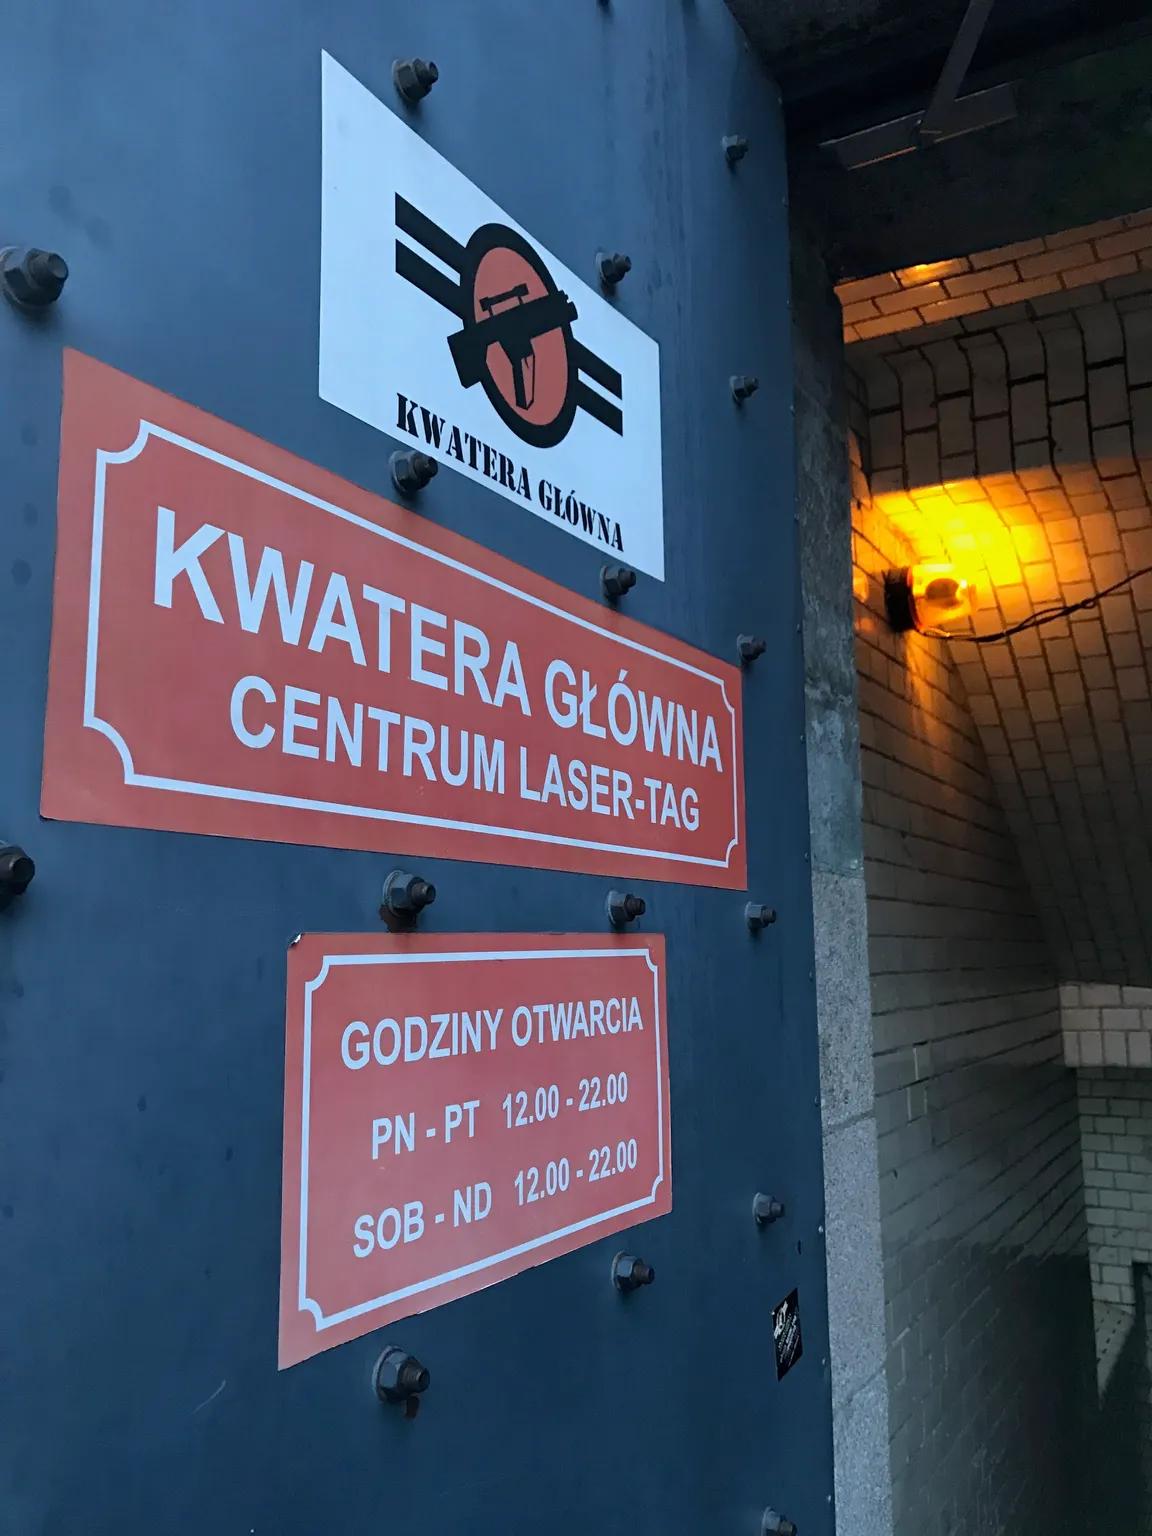 KWATERA GŁÓWNA
KWATERA GŁÓWNA
CENTRUM LASER-TAG
GODZINY OTWARCIA
PN - PT 12.00 - 22.00
SOB - ND 12.00 - 22.00